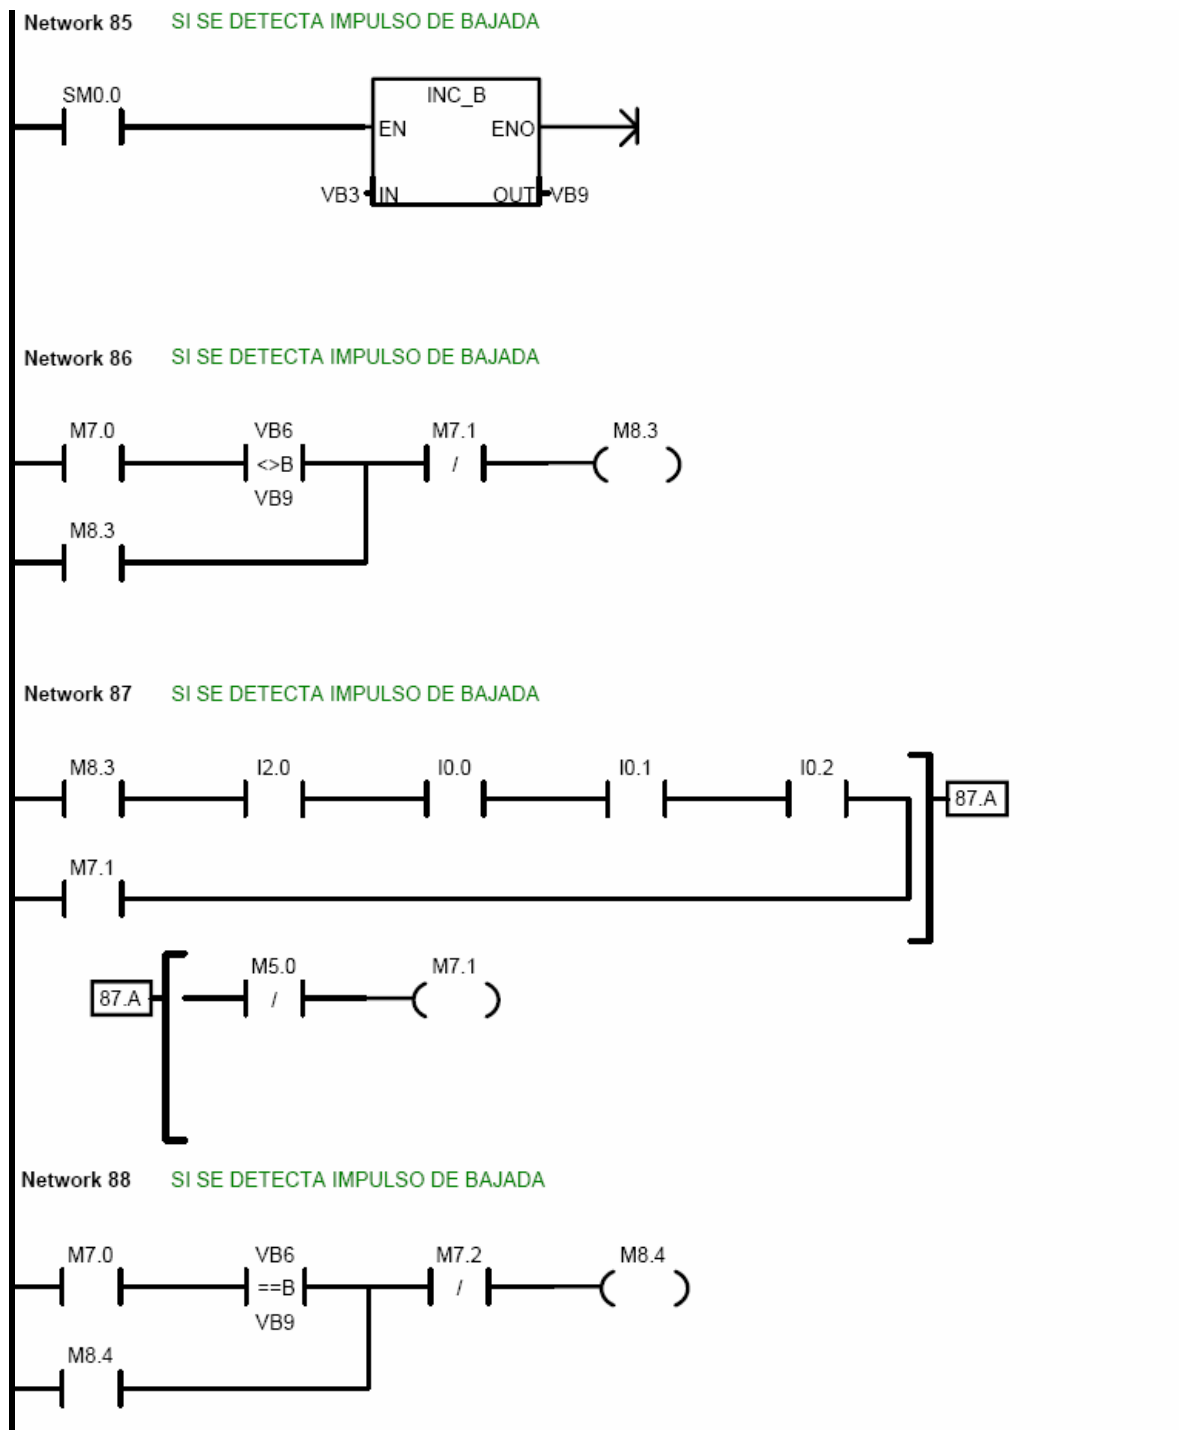 Network 85 SI SE DETECTA IMPULSO DE BAJADA
SM0.0
INC_B
EN ENO
VB3 IN OUT VB9
Network 86 SI SE DETECTA IMPULSO DE BAJADA
M7.0 VB6 M7.1 M8.3
<>B /
VB9
M8.3
Network 87 SI SE DETECTA IMPULSO DE BAJADA
M8.3 I2.0 I0.0 I0.1 I0.2
87.A
M7.1
M5.0 M7.1
87.A /
Network 88 SI SE DETECTA IMPULSO DE BAJADA
M7.0 VB6 M7.2 M8.4
==B /
VB9
M8.4